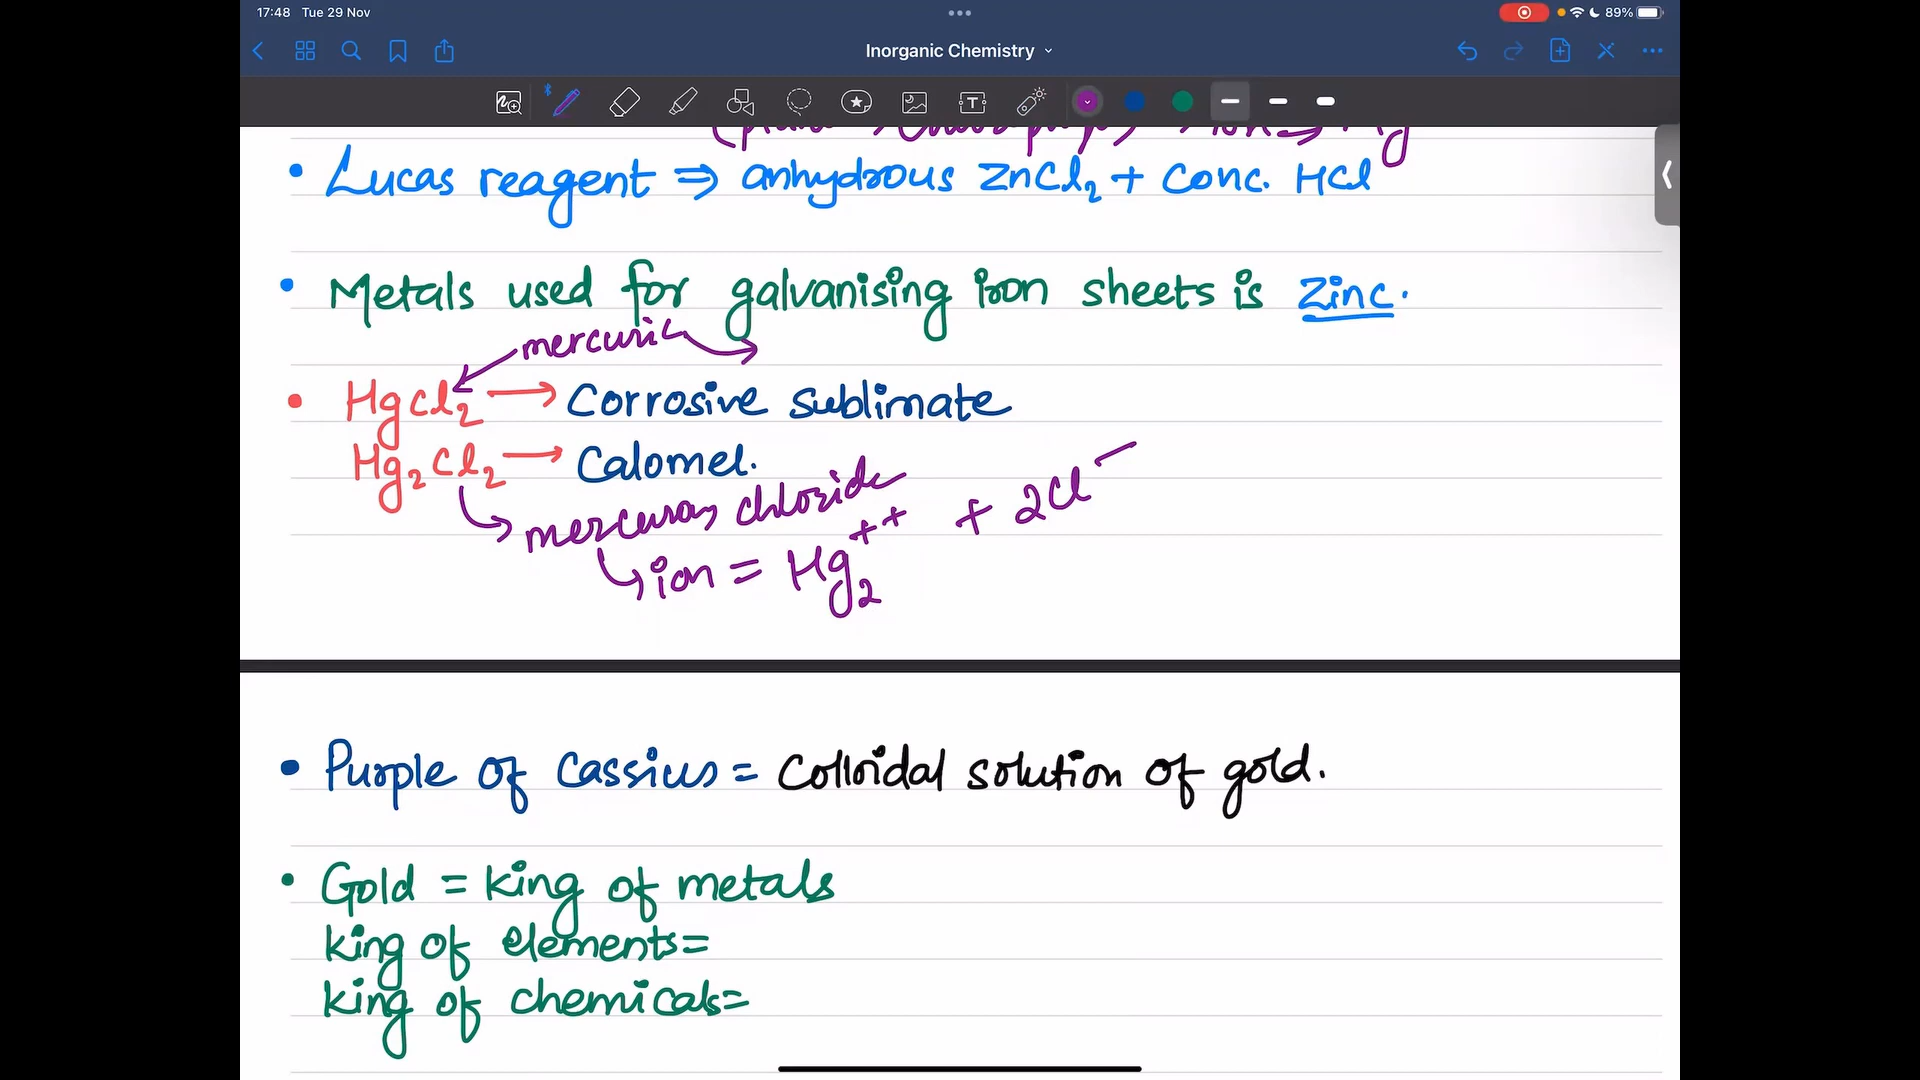 17:48 Tue 29 Nov
89%
Inorganic Chemistry
• Lucas reagent ⇒ anhydrous ZnCl₂ + Conc. HCl
• Metals used for galvanising iron sheets is Zinc.
mercuric
• HgCl₂ → Corrosive sublimate
Hg₂Cl₂ → Calomel.
↳ mercurous chloride
↳ ion = Hg₂⁺⁺ + 2Cl⁻
• Purple of Cassius = Colloidal solution of gold.
• Gold = King of metals
King of elements=
King of chemicals=